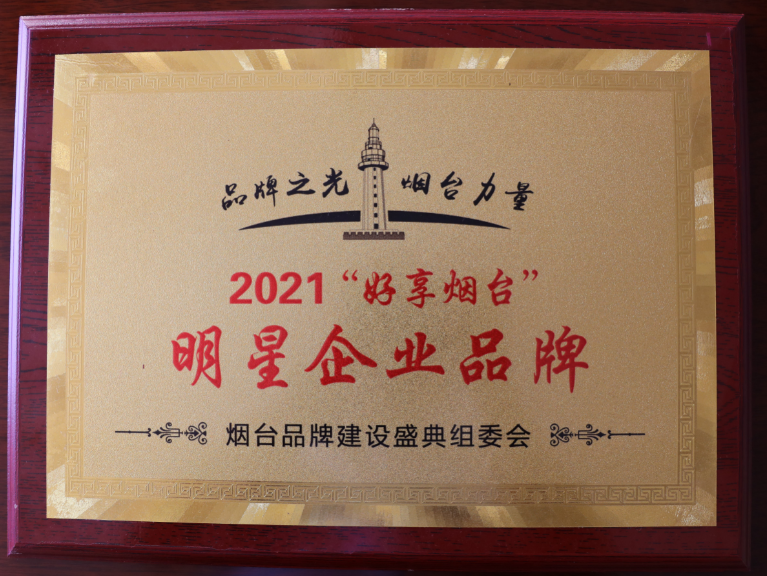 品牌之光 烟台力量
2021“好享烟台”
明星企业品牌
烟台品牌建设盛典组委会